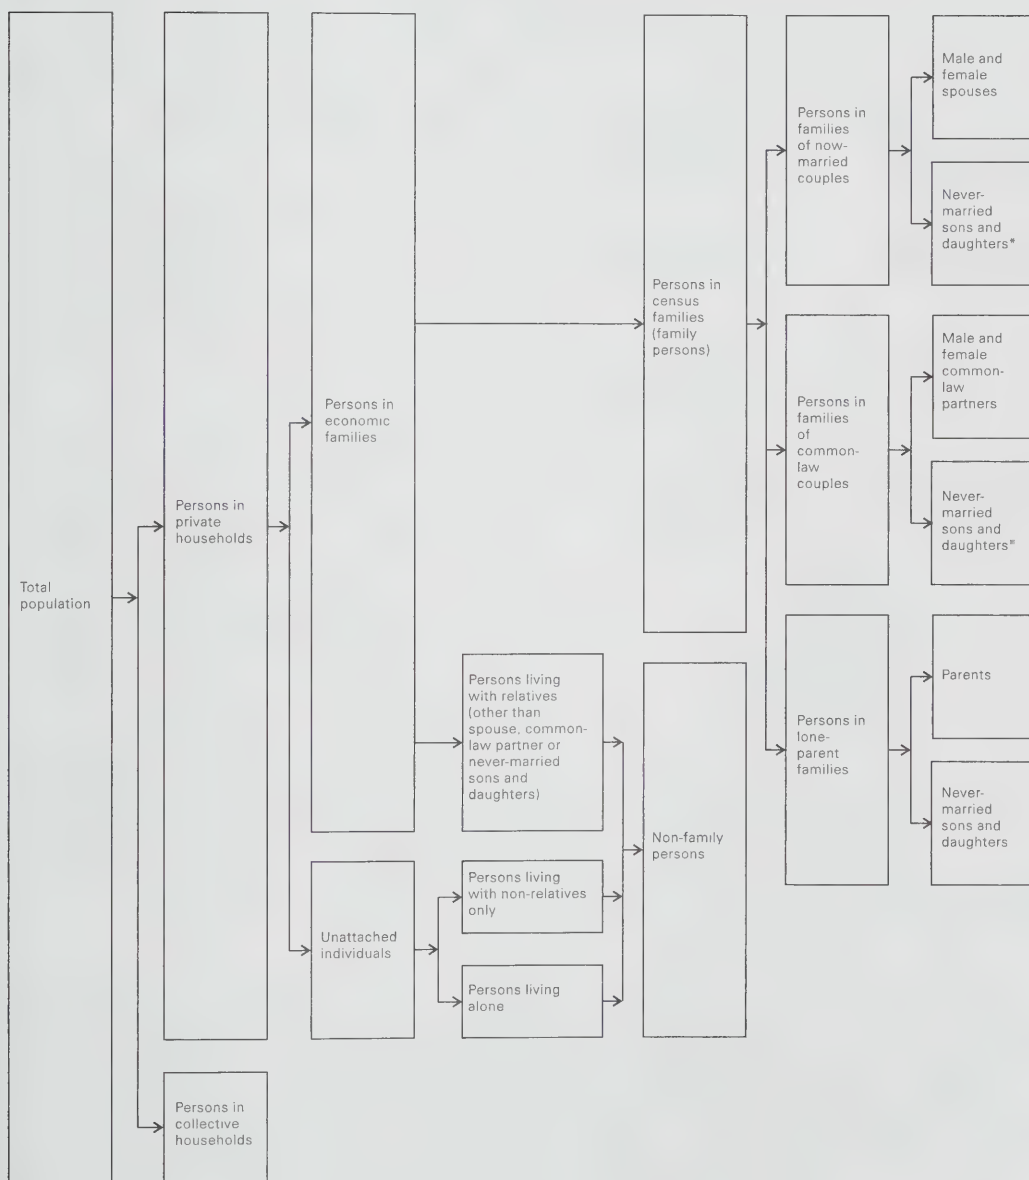 Total
population
Persons in
private
households
Persons in
collective
households
Persons in
economic
families
Unattached
individuals
Persons living
with relatives
(other than
spouse, common-
law partner or
never-married
sons and
daughters)
Persons living
with non-relatives
only
Persons living
alone
Persons in
census
families
(family
persons)
Non-family
persons
Persons in
families
of now-
married
couples
Male and
female
spouses
Never-
married
sons and
daughters*
Persons in
families
of
common-
law
couples
Male and
female
common-
law
partners
Never-
married
sons and
daughters*
Persons in
lone-
parent
families
Parents
Never-
married
sons and
daughters